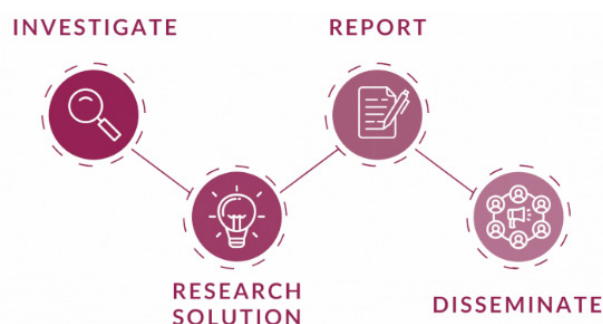 INVESTIGATE
REPORT
RESEARCH
SOLUTION
DISSEMINATE